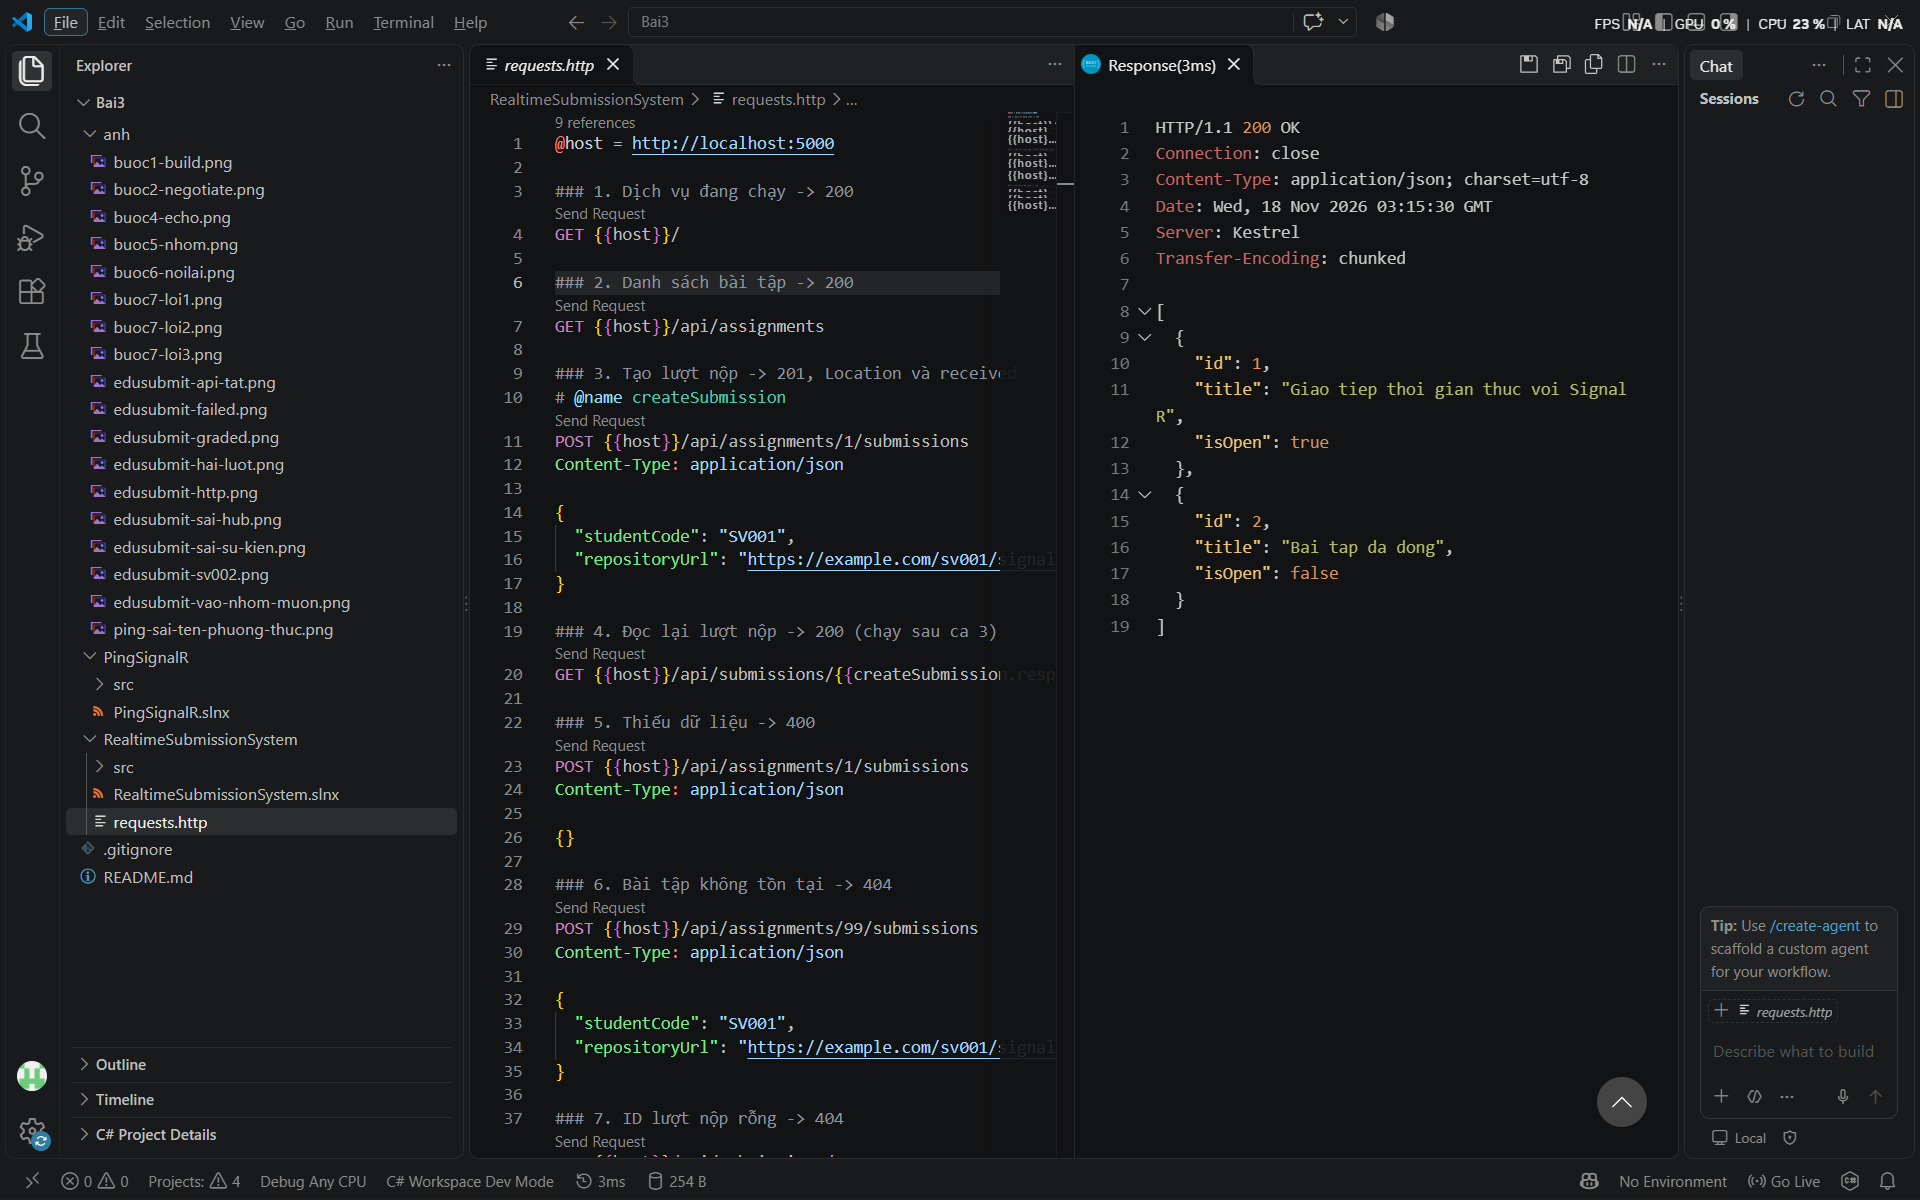 File Edit Selection View Go Run Terminal Help
Bai3
FPS N/A | GPU 0% | CPU 23% | LAT N/A
Explorer
Bai3
anh
buoc1-build.png
buoc2-negotiate.png
buoc4-echo.png
buoc5-nhom.png
buoc6-noilai.png
buoc7-loi1.png
buoc7-loi2.png
buoc7-loi3.png
edusubmit-api-tat.png
edusubmit-failed.png
edusubmit-graded.png
edusubmit-hai-luot.png
edusubmit-http.png
edusubmit-sai-hub.png
edusubmit-sai-su-kien.png
edusubmit-sv002.png
edusubmit-vao-nhom-muon.png
ping-sai-ten-phuong-thuc.png
PingSignalR
src
PingSignalR.slnx
RealtimeSubmissionSystem
src
RealtimeSubmissionSystem.slnx
requests.http
.gitignore
README.md
Outline
Timeline
C# Project Details
requests.http
RealtimeSubmissionSystem > requests.http > ...
9 references
1 @host = http://localhost:5000
2
3 ### 1. Dịch vụ đang chạy -> 200
Send Request
4 GET {{host}}/
5
6 ### 2. Danh sách bài tập -> 200
Send Request
7 GET {{host}}/api/assignments
8
9 ### 3. Tạo lượt nộp -> 201, Location và received
10 # @name createSubmission
Send Request
11 POST {{host}}/api/assignments/1/submissions
12 Content-Type: application/json
13
14 {
15 "studentCode": "SV001",
16 "repositoryUrl": "https://example.com/sv001/signal
17 }
18
19 ### 4. Đọc lại lượt nộp -> 200 (chạy sau ca 3)
Send Request
20 GET {{host}}/api/submissions/{{createSubmission.resp
21
22 ### 5. Thiếu dữ liệu -> 400
Send Request
23 POST {{host}}/api/assignments/1/submissions
24 Content-Type: application/json
25
26 {}
27
28 ### 6. Bài tập không tồn tại -> 404
Send Request
29 POST {{host}}/api/assignments/99/submissions
30 Content-Type: application/json
31
32 {
33 "studentCode": "SV001",
34 "repositoryUrl": "https://example.com/sv001/signal
35 }
36
37 ### 7. ID lượt nộp rỗng -> 404
Send Request
{{host}...
{{host}...
{{host}...
{{host}...
Response(3ms)
1 HTTP/1.1 200 OK
2 Connection: close
3 Content-Type: application/json; charset=utf-8
4 Date: Wed, 18 Nov 2026 03:15:30 GMT
5 Server: Kestrel
6 Transfer-Encoding: chunked
7
8 [
9 {
10 "id": 1,
11 "title": "Giao tiep thoi gian thuc voi Signal
R",
12 "isOpen": true
13 },
14 {
15 "id": 2,
16 "title": "Bai tap da dong",
17 "isOpen": false
18 }
19 ]
Chat
Sessions
Tip: Use /create-agent to
scaffold a custom agent
for your workflow.
requests.http
Describe what to build
Local
0 0 Projects: 4 Debug Any CPU C# Workspace Dev Mode 3ms 254 B No Environment Go Live